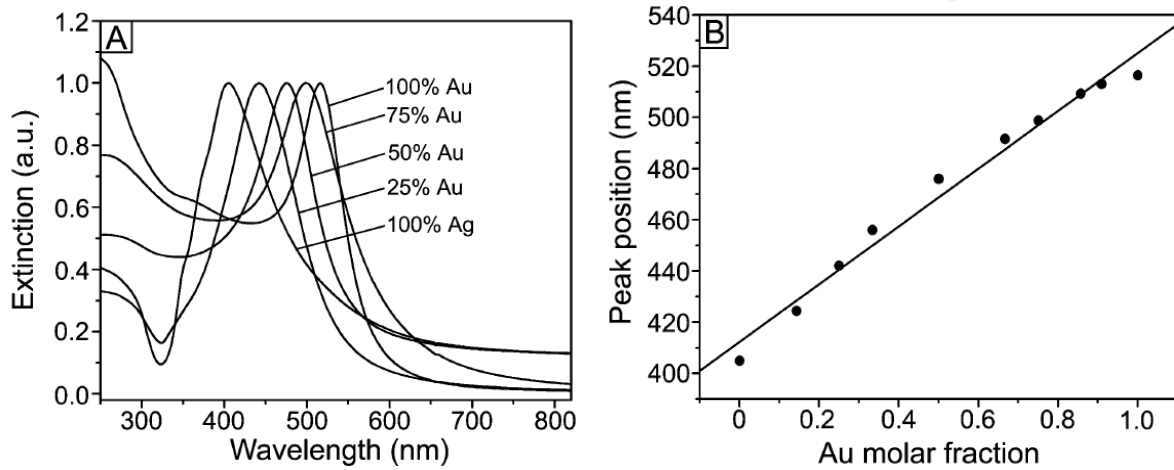 A
1.2
1.0
0.8
0.6
0.4
0.2
0.0
Extinction (a.u.)
100% Au
75% Au
50% Au
25% Au
100% Ag
300 400 500 600 700 800
Wavelength (nm)
B
540
520
500
480
460
440
420
400
Peak position (nm)
0 0.2 0.4 0.6 0.8 1.0
Au molar fraction